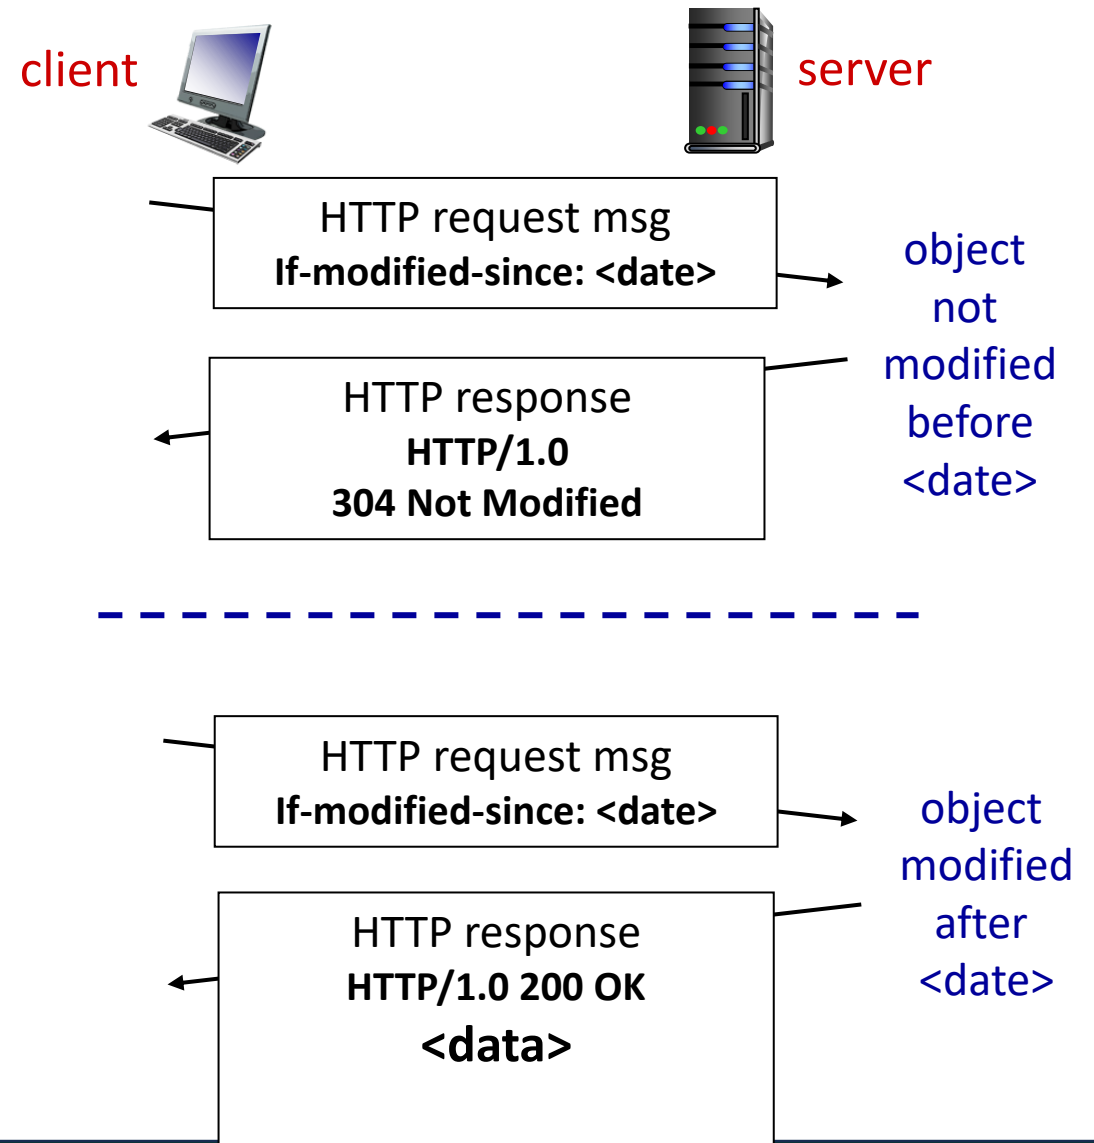 client
server
HTTP request msg
If-modified-since: <date>
object
not
modified
before
<date>
HTTP response
HTTP/1.0
304 Not Modified
HTTP request msg
If-modified-since: <date>
object
modified
after
<date>
HTTP response
HTTP/1.0 200 OK
<data>